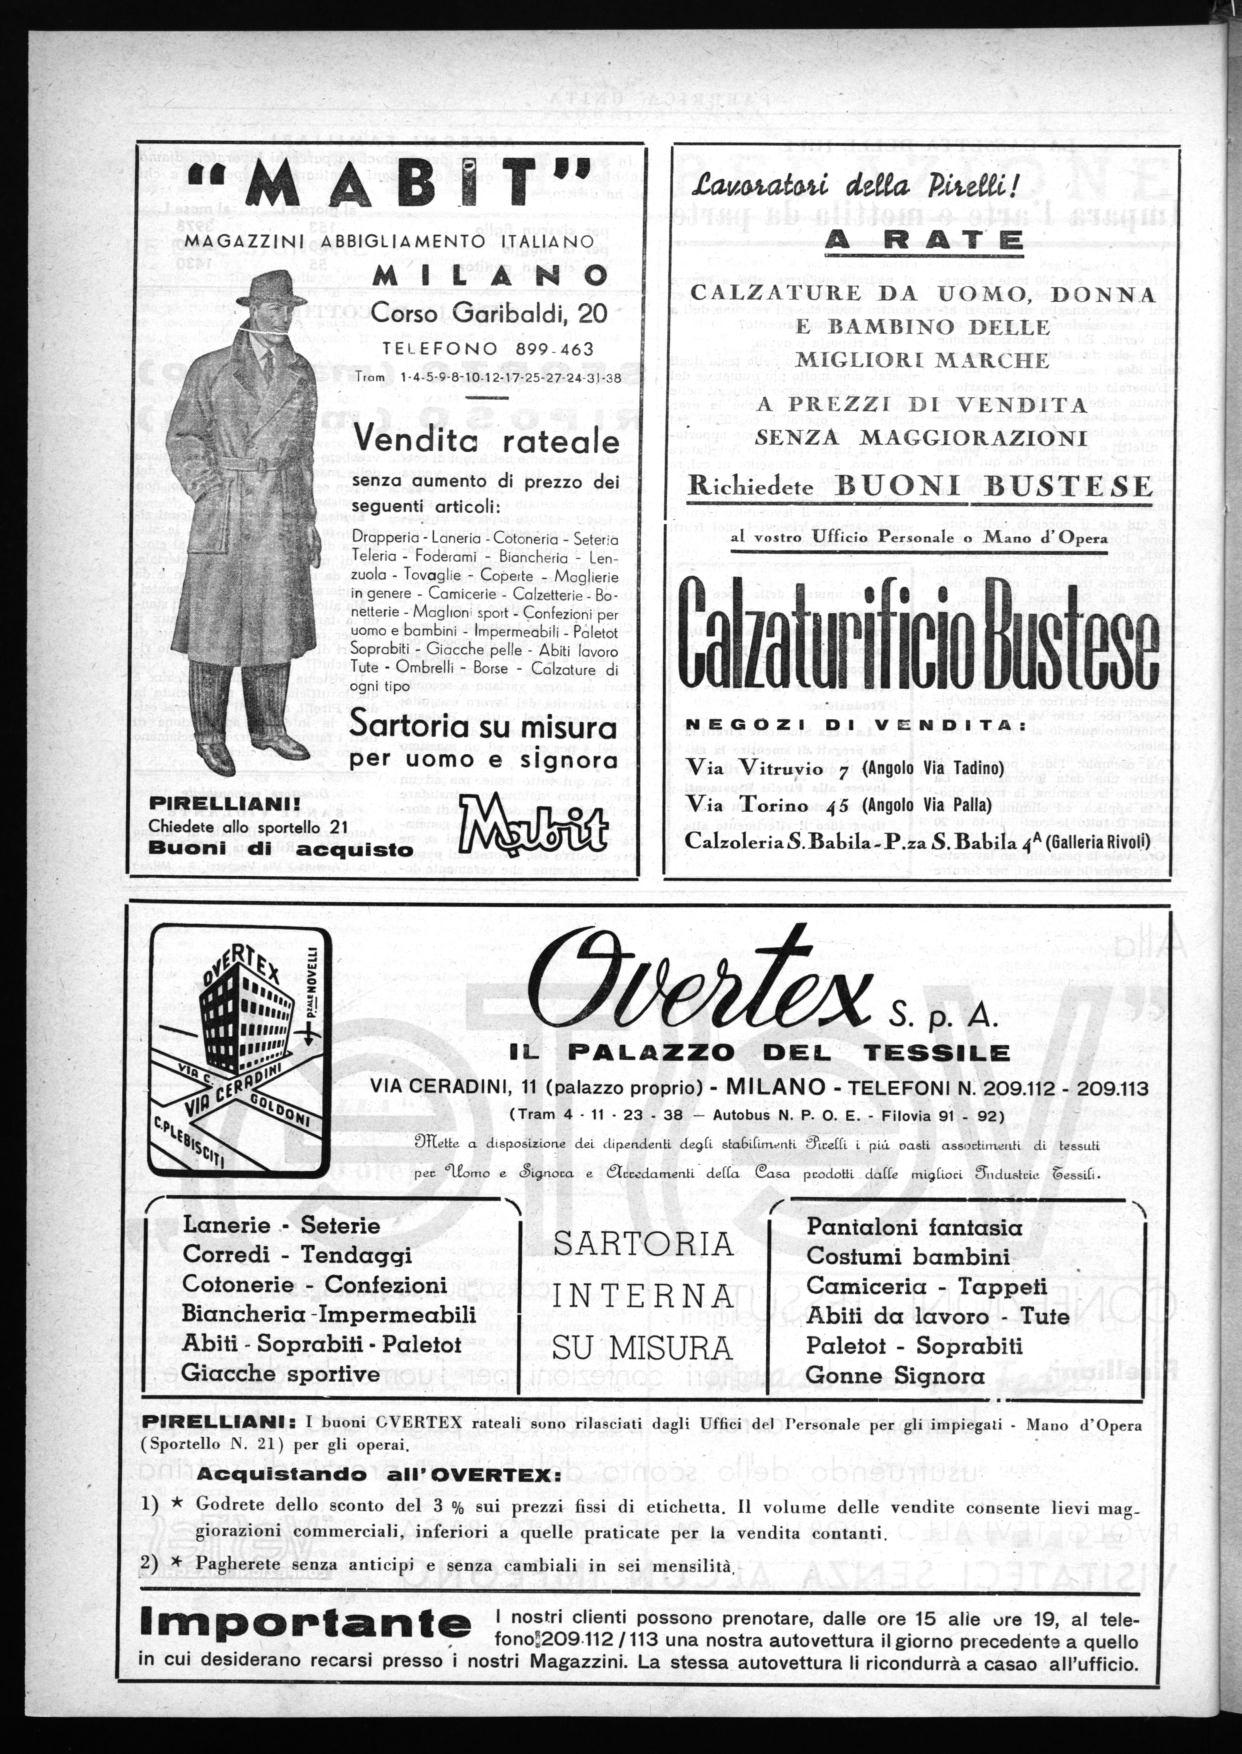 "MABIT"
MAGAZZINI ABBIGLIAMENTO ITALIANO
MILANO
Corso Garibaldi, 20
TELEFONO 899-463
Tram 1-4-5-9-8-10-12-17-25-27-24-31-38
Vendita rateale
senza aumento di prezzo dei
seguenti articoli:
Drapperia - Laneria - Cotoneria - Seteria
Teleria - Foderami - Biancheria - Len-
zuola - Tovaglie - Coperte - Maglierie
in genere - Camicerie - Calzetterie - Bo-
netterie - Maglioni sport - Confezioni per
uomo e bambini - Impermeabili - Paletot
Soprabiti - Giacche pelle - Abiti lavoro
Tute - Ombrelli - Borse - Calzature di
ogni tipo
Sartoria su misura
per uomo e signora
PIRELLIANI!
Chiedete allo sportello 21
Buoni di acquisto
Mabit
Lavoratori della Pirelli!
A RATE
CALZATURE DA UOMO, DONNA
E BAMBINO DELLE
MIGLIORI MARCHE
A PREZZI DI VENDITA
SENZA MAGGIORAZIONI
Richiedete BUONI BUSTESE
al vostro Ufficio Personale o Mano d'Opera
Calzaturificio Bustese
NEGOZI DI VENDITA:
Via Vitruvio 7 (Angolo Via Tadino)
Via Torino 45 (Angolo Via Palla)
Calzoleria S. Babila - P.za S. Babila 4A (Galleria Rivoli)
OVERTEX
P.ZALE NOVELLI
VIA C. GOLDONI
VIA CERADINI
C. PLEBISCITI
Overtex S. p. A.
IL PALAZZO DEL TESSILE
VIA CERADINI, 11 (palazzo proprio) - MILANO - TELEFONI N. 209.112 - 209.113
(Tram 4 - 11 - 23 - 38 — Autobus N. P. O. E. - Filovia 91 - 92)
Mette a disposizione dei dipendenti degli stabilimenti Pirelli i più vasti assortimenti di tessuti
per Uomo e Signora e Arredamenti della Casa prodotti dalle migliori Industrie Tessili.
Lanerie - Seterie
Corredi - Tendaggi
Cotonerie - Confezioni
Biancheria - Impermeabili
Abiti - Soprabiti - Paletot
Giacche sportive
SARTORIA
INTERNA
SU MISURA
Pantaloni fantasia
Costumi bambini
Camiceria - Tappeti
Abiti da lavoro - Tute
Paletot - Soprabiti
Gonne Signora
PIRELLIANI: I buoni OVERTEX rateali sono rilasciati dagli Uffici del Personale per gli impiegati - Mano d'Opera
(Sportello N. 21) per gli operai.
Acquistando all'OVERTEX:
1) ★ Godrete dello sconto del 3 % sui prezzi fissi di etichetta. Il volume delle vendite consente lievi mag-
giorazioni commerciali, inferiori a quelle praticate per la vendita contanti.
2) ★ Pagherete senza anticipi e senza cambiali in sei mensilità.
Importante I nostri clienti possono prenotare, dalle ore 15 alle ore 19, al tele-
fono 209.112 / 113 una nostra autovettura il giorno precedente a quello
in cui desiderano recarsi presso i nostri Magazzini. La stessa autovettura li ricondurrà a casao all'ufficio.